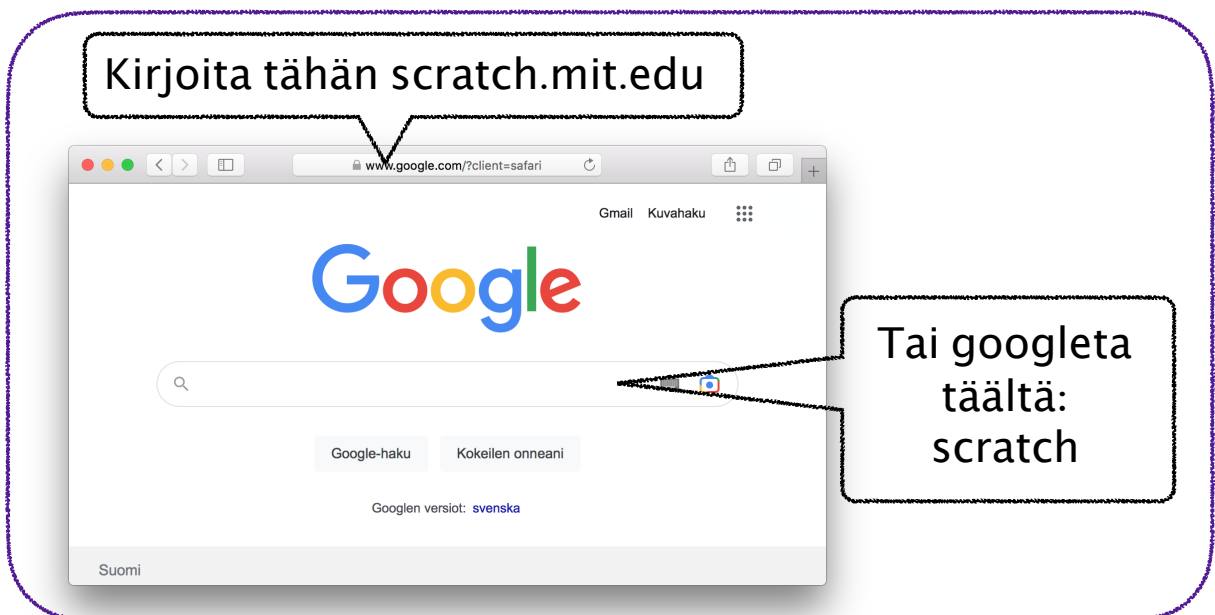 Kirjoita tähän scratch.mit.edu
www.google.com/?client=safari
Gmail Kuvahaku
Google
Tai googleta
täältä:
scratch
Google-haku Kokeilen onneani
Googlen versiot: svenska
Suomi